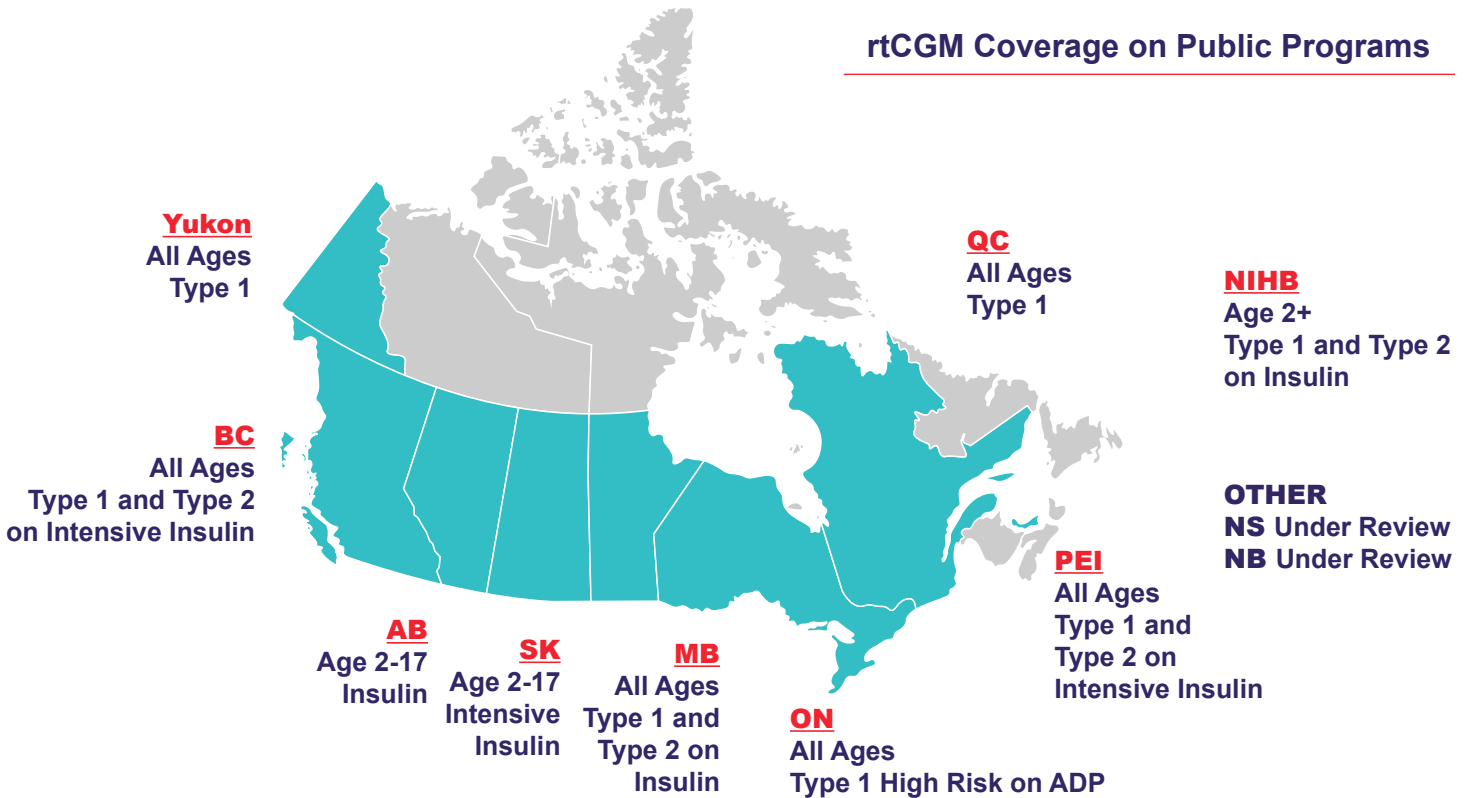 rtCGM Coverage on Public Programs
Yukon
All Ages
Type 1
QC
All Ages
Type 1
NIHB
Age 2+
Type 1 and Type 2
on Insulin
BC
All Ages
Type 1 and Type 2
on Intensive Insulin
OTHER
NS Under Review
NB Under Review
PEI
All Ages
Type 1 and
Type 2 on
Intensive Insulin
AB
Age 2-17
Insulin
SK
Age 2-17
Intensive
Insulin
MB
All Ages
Type 1 and
Type 2 on
Insulin
ON
All Ages
Type 1 High Risk on ADP